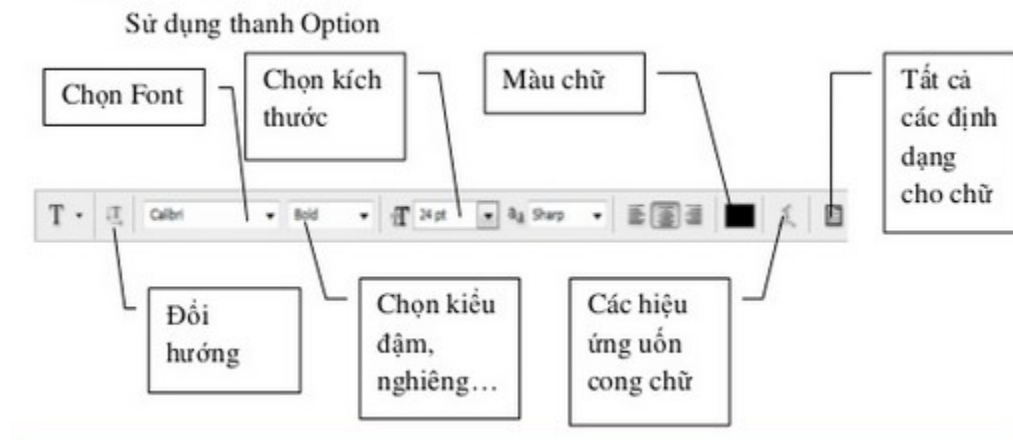 Sử dụng thanh Option
Chọn Font
Chọn kích
thước
Màu chữ
Tất cả
các định
dạng
cho chữ
T
T
Calibri
Bold
T
24 pt
aa
Sharp
Đổi
hướng
Chọn kiểu
đậm,
nghiêng…
Các hiệu
ứng uốn
cong chữ